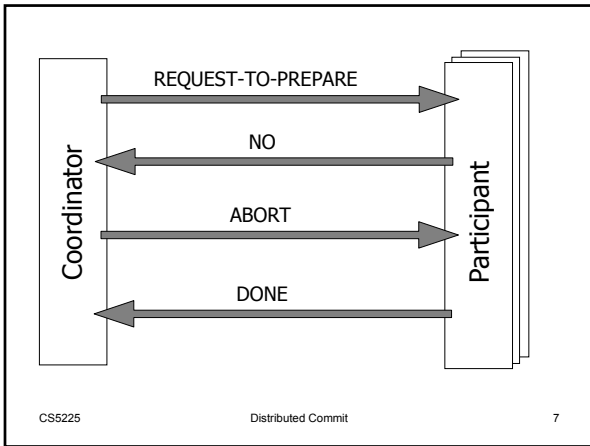 REQUEST-TO-PREPARE
NO
ABORT
DONE
Coordinator
Participant
CS5225 Distributed Commit 7